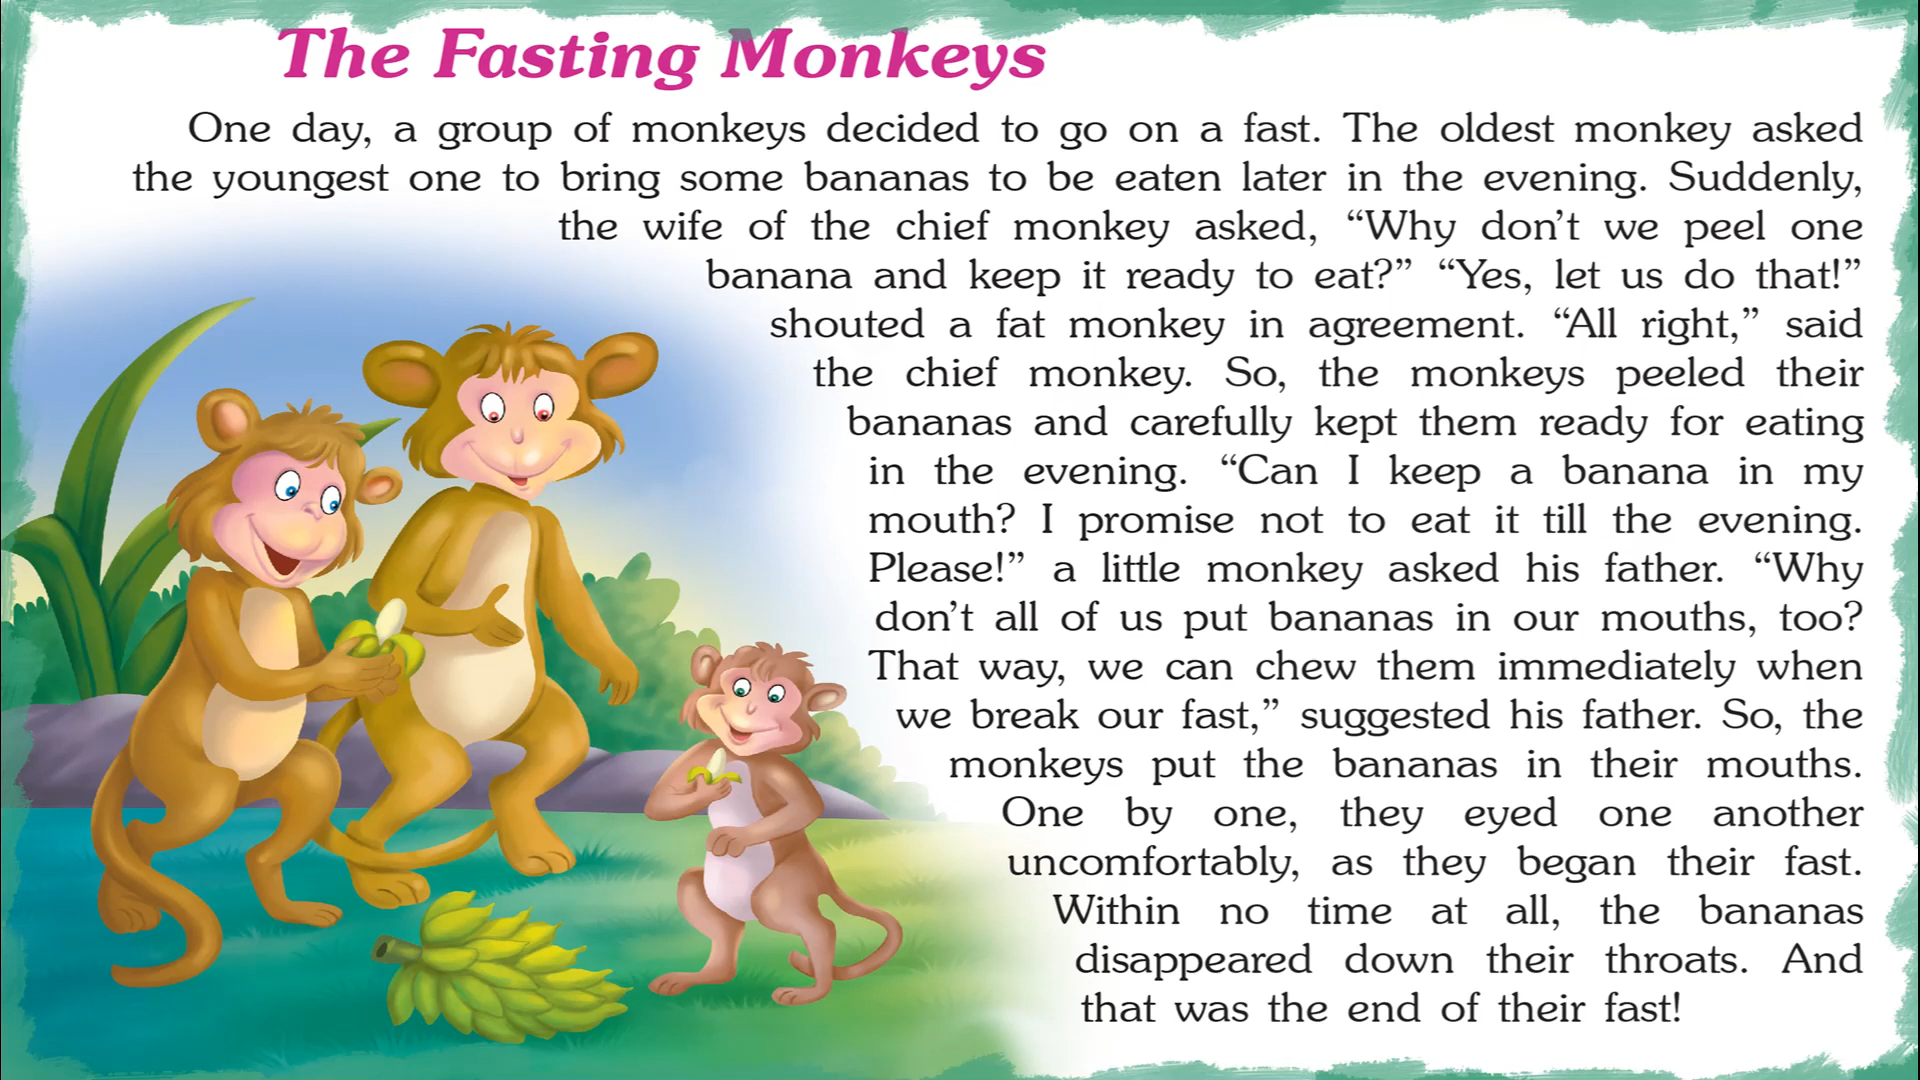 The Fasting Monkeys
One day, a group of monkeys decided to go on a fast. The oldest monkey asked
the youngest one to bring some bananas to be eaten later in the evening. Suddenly,
the wife of the chief monkey asked, “Why don’t we peel one
banana and keep it ready to eat?” “Yes, let us do that!”
shouted a fat monkey in agreement. “All right,” said
the chief monkey. So, the monkeys peeled their
bananas and carefully kept them ready for eating
in the evening. “Can I keep a banana in my
mouth? I promise not to eat it till the evening.
Please!” a little monkey asked his father. “Why
don’t all of us put bananas in our mouths, too?
That way, we can chew them immediately when
we break our fast,” suggested his father. So, the
monkeys put the bananas in their mouths.
One by one, they eyed one another
uncomfortably, as they began their fast.
Within no time at all, the bananas
disappeared down their throats. And
that was the end of their fast!